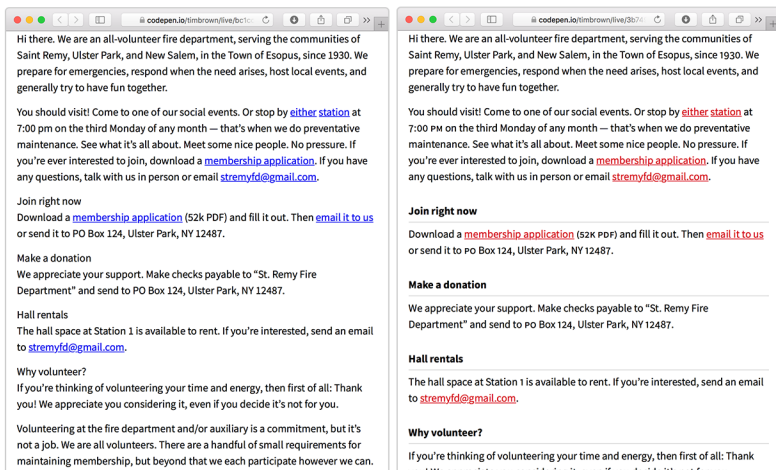 codepen.io/timbrown/live/bc1c
Hi there. We are an all-volunteer fire department, serving the communities of
Saint Remy, Ulster Park, and New Salem, in the Town of Esopus, since 1930. We
prepare for emergencies, respond when the need arises, host local events, and
generally try to have fun together.
You should visit! Come to one of our social events. Or stop by either station at
7:00 pm on the third Monday of any month — that’s when we do preventative
maintenance. See what it’s all about. Meet some nice people. No pressure. If
you’re ever interested to join, download a membership application. If you have
any questions, talk with us in person or email stremyfd@gmail.com.
Join right now
Download a membership application (52k PDF) and fill it out. Then email it to us
or send it to PO Box 124, Ulster Park, NY 12487.
Make a donation
We appreciate your support. Make checks payable to “St. Remy Fire
Department” and send to PO Box 124, Ulster Park, NY 12487.
Hall rentals
The hall space at Station 1 is available to rent. If you’re interested, send an email
to stremyfd@gmail.com.
Why volunteer?
If you’re thinking of volunteering your time and energy, then first of all: Thank
you! We appreciate you considering it, even if you decide it’s not for you.
Volunteering at the fire department and/or auxiliary is a commitment, but it’s
not a job. We are all volunteers. There are a handful of small requirements for
maintaining membership, but beyond that we each participate however we can.
codepen.io/timbrown/live/3b74
Hi there. We are an all-volunteer fire department, serving the communities of
Saint Remy, Ulster Park, and New Salem, in the Town of Esopus, since 1930. We
prepare for emergencies, respond when the need arises, host local events, and
generally try to have fun together.
You should visit! Come to one of our social events. Or stop by either station at
7:00 PM on the third Monday of any month — that’s when we do preventative
maintenance. See what it’s all about. Meet some nice people. No pressure. If
you’re ever interested to join, download a membership application. If you have
any questions, talk with us in person or email stremyfd@gmail.com.
Join right now
Download a membership application (52K PDF) and fill it out. Then email it to us
or send it to PO Box 124, Ulster Park, NY 12487.
Make a donation
We appreciate your support. Make checks payable to “St. Remy Fire
Department” and send to PO Box 124, Ulster Park, NY 12487.
Hall rentals
The hall space at Station 1 is available to rent. If you’re interested, send an email
to stremyfd@gmail.com.
Why volunteer?
If you’re thinking of volunteering your time and energy, then first of all: Thank